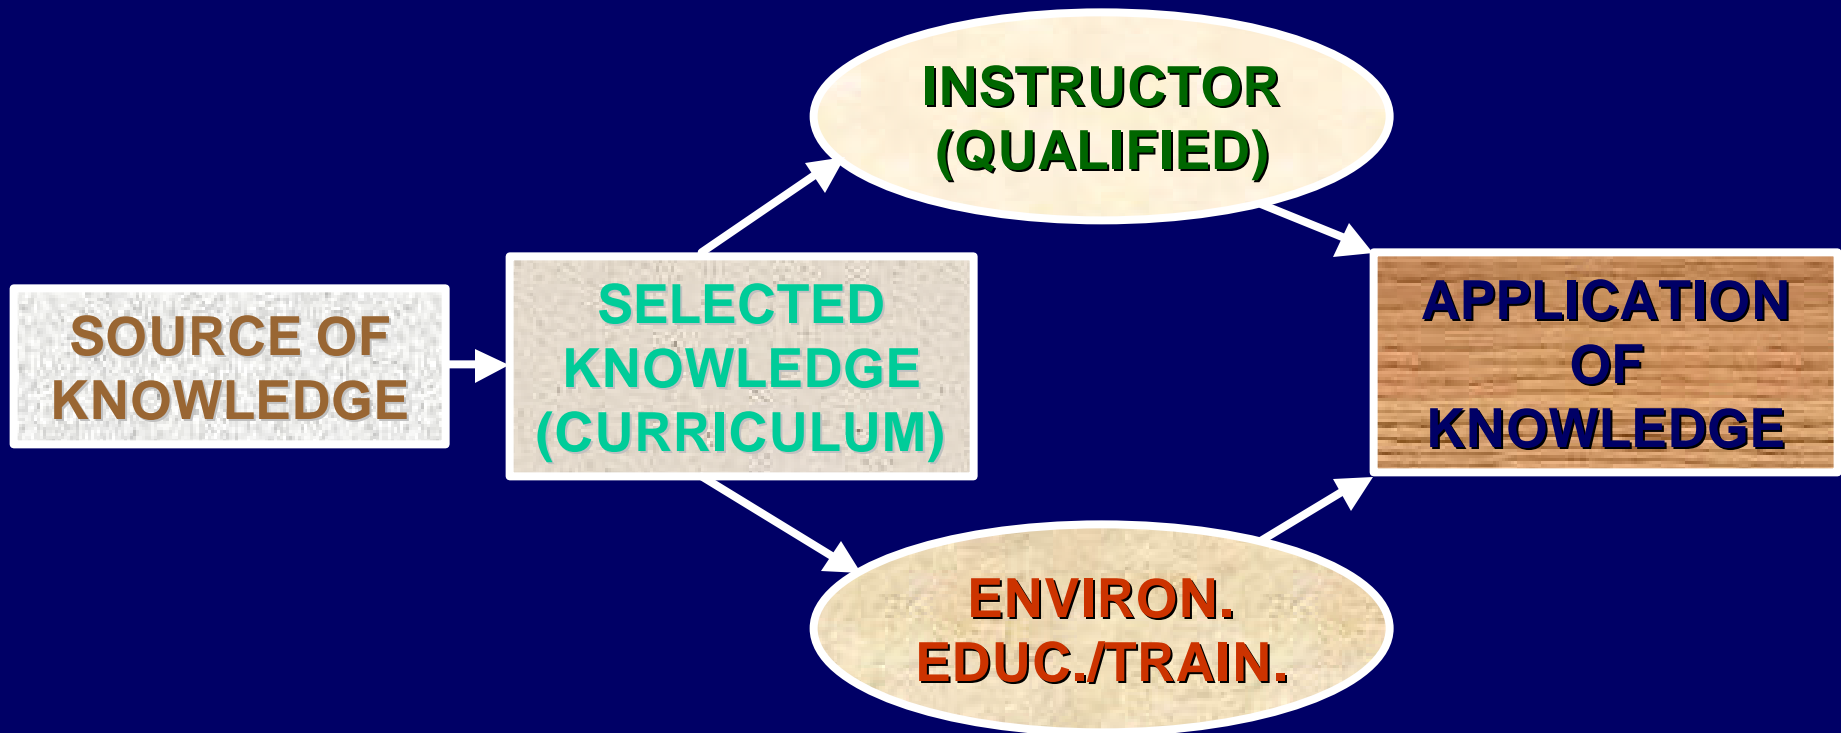 SOURCE OF
KNOWLEDGE
SELECTED
KNOWLEDGE
(CURRICULUM)
INSTRUCTOR
(QUALIFIED)
ENVIRON.
EDUC./TRAIN.
APPLICATION
OF
KNOWLEDGE